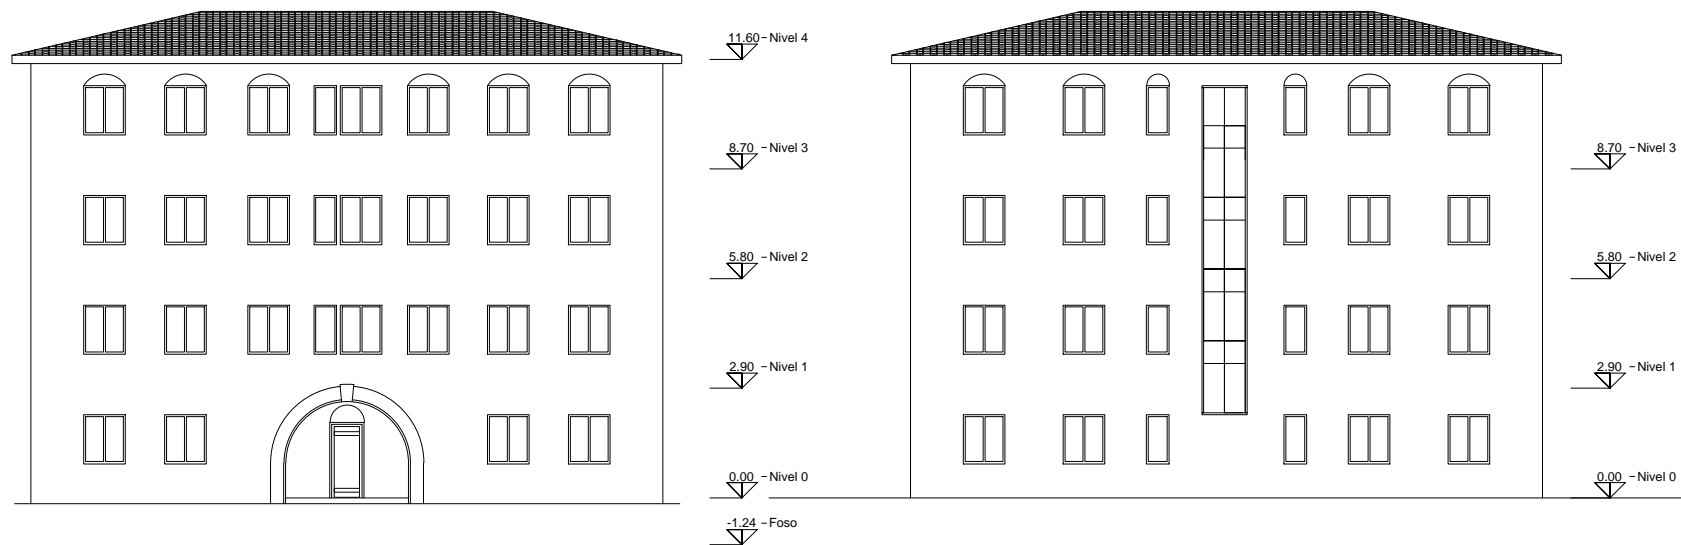 11.60 - Nivel 4
8.70 - Nivel 3
5.80 - Nivel 2
2.90 - Nivel 1
0.00 - Nivel 0
-1.24 - Foso
8.70 - Nivel 3
5.80 - Nivel 2
2.90 - Nivel 1
0.00 - Nivel 0